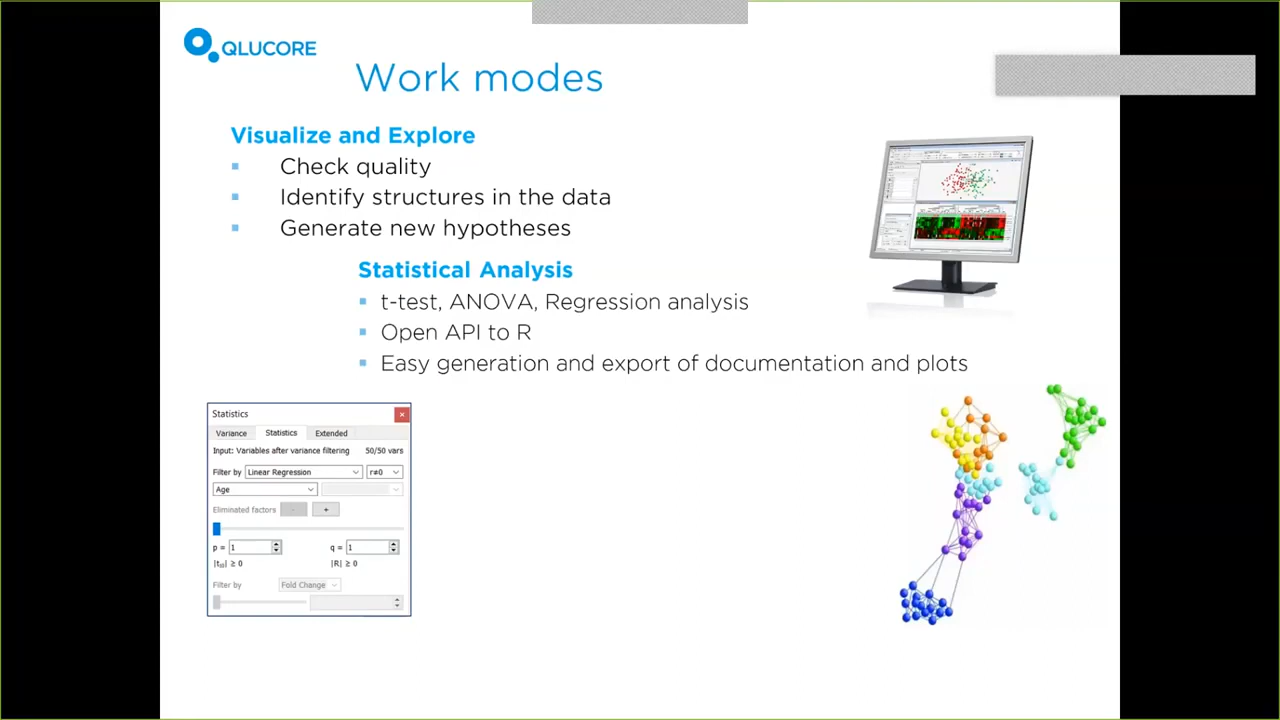 QLUCORE
Work modes
Visualize and Explore
Check quality
Identify structures in the data
Generate new hypotheses
Statistical Analysis
t-test, ANOVA, Regression analysis
Open API to R
Easy generation and export of documentation and plots
Statistics
Variance Statistics Extended
Input: Variables after variance filtering 50/50 vars
Filter by Linear Regression r≠0
Age
Eliminated factors - +
p = 1 q = 1
|R| ≥ 0
Filter by Fold Change